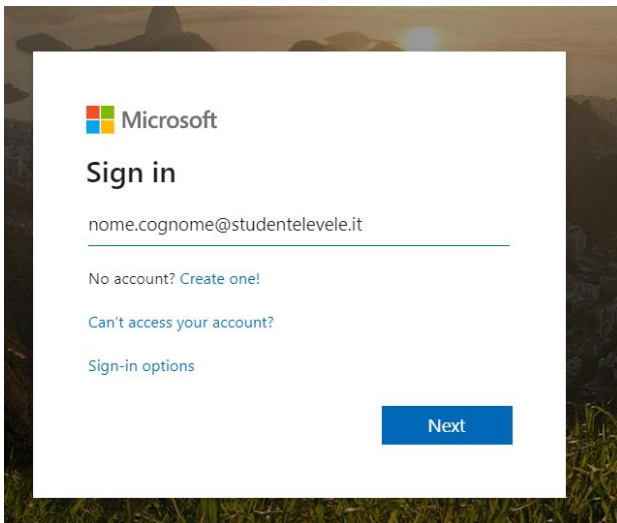 Microsoft
Sign in
nome.cognome@studentelevele.it
No account? Create one!
Can't access your account?
Sign-in options
Next